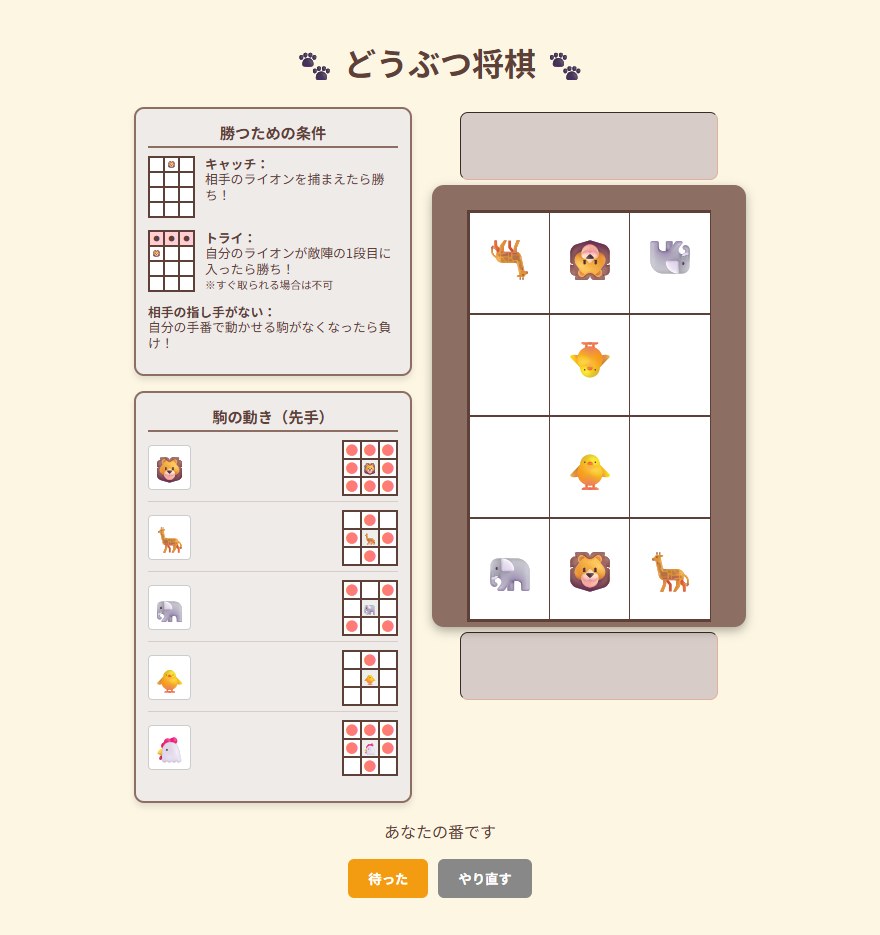 どうぶつ将棋
勝つための条件
キャッチ：
相手のライオンを捕まえたら勝
ち！
トライ：
自分のライオンが敵陣の1段目に
入ったら勝ち！
※すぐ取られる場合は不可
相手の指し手がない：
自分の手番で動かせる駒がなくなったら負
け！
駒の動き（先手）
あなたの番です
待った
やり直す